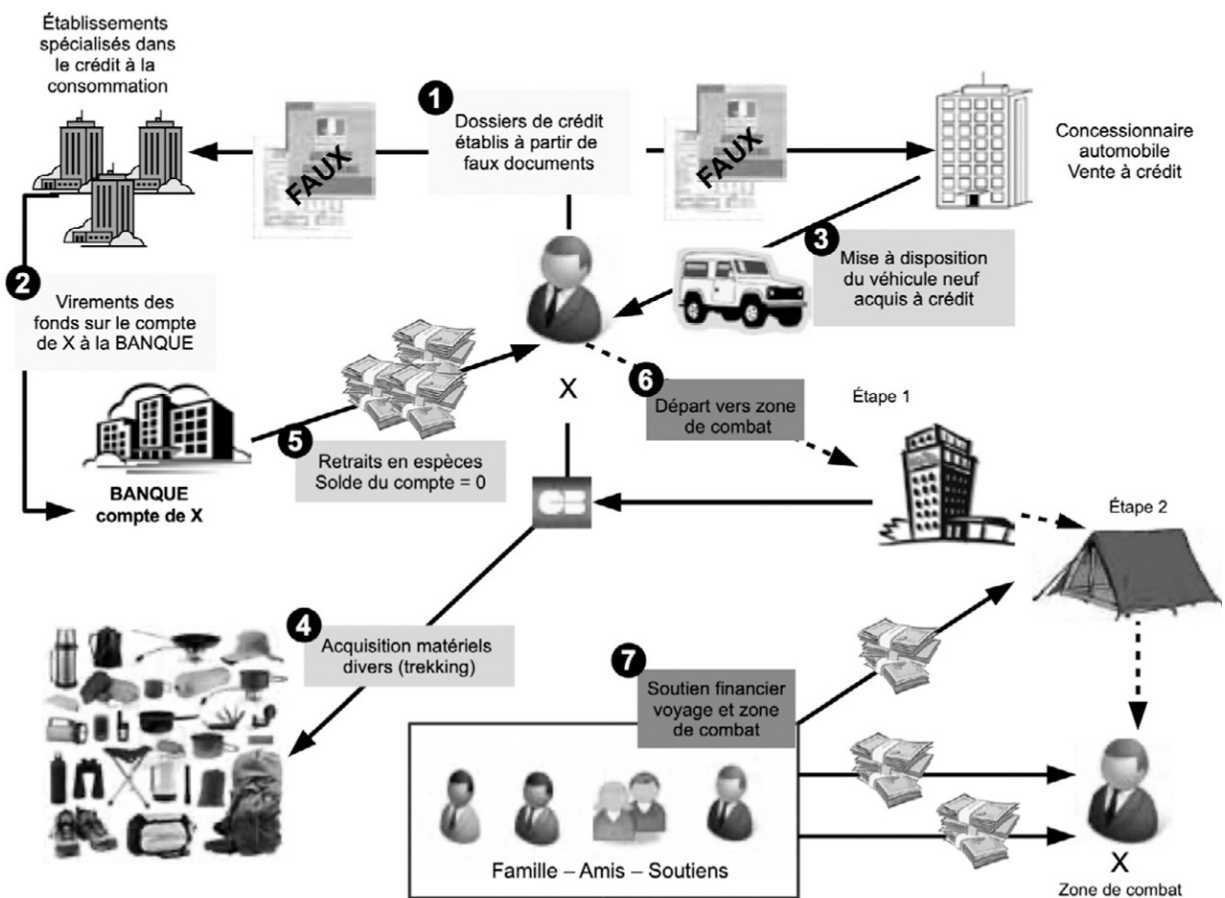 Établissements
spécialisés dans
le crédit à la
consommation
1
Dossiers de crédit
établis à partir de
faux documents
FAUX
FAUX
Concessionnaire
automobile
Vente à crédit
2
Virements des
fonds sur le compte
de X à la BANQUE
3
Mise à disposition
du véhicule neuf
acquis à crédit
X
6
Départ vers zone
de combat
Étape 1
BANQUE
compte de X
5
Retraits en espèces
Solde du compte = 0
CB
Étape 2
4
Acquisition matériels
divers (trekking)
7
Soutien financier
voyage et zone
de combat
Famille – Amis – Soutiens
X
Zone de combat